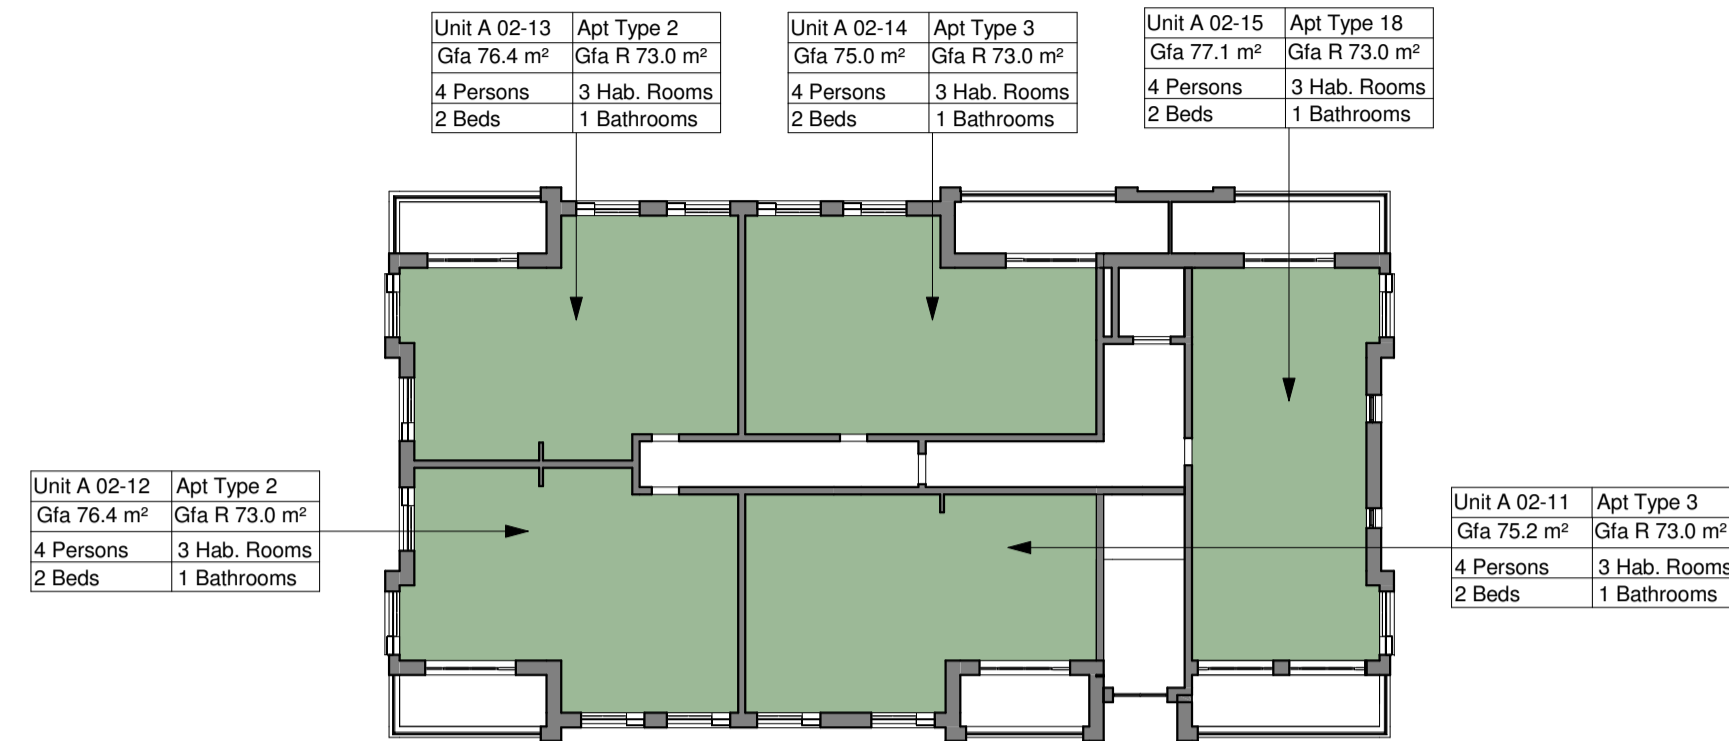 Unit A 02-13 Apt Type 2
Gfa 76.4 m² Gfa R 73.0 m²
4 Persons 3 Hab. Rooms
2 Beds 1 Bathrooms
Unit A 02-14 Apt Type 3
Gfa 75.0 m² Gfa R 73.0 m²
4 Persons 3 Hab. Rooms
2 Beds 1 Bathrooms
Unit A 02-15 Apt Type 18
Gfa 77.1 m² Gfa R 73.0 m²
4 Persons 3 Hab. Rooms
2 Beds 1 Bathrooms
Unit A 02-12 Apt Type 2
Gfa 76.4 m² Gfa R 73.0 m²
4 Persons 3 Hab. Rooms
2 Beds 1 Bathrooms
Unit A 02-11 Apt Type 3
Gfa 75.2 m² Gfa R 73.0 m²
4 Persons 3 Hab. Rooms
2 Beds 1 Bathrooms